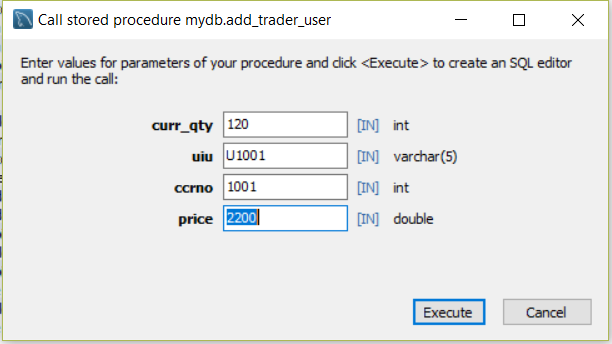 Call stored procedure mydb.add_trader_user
Enter values for parameters of your procedure and click <Execute> to create an SQL editor
and run the call:
curr_qty 120 [IN] int
uiu U1001 [IN] varchar(5)
ccrno 1001 [IN] int
price 2200 [IN] double
Execute Cancel